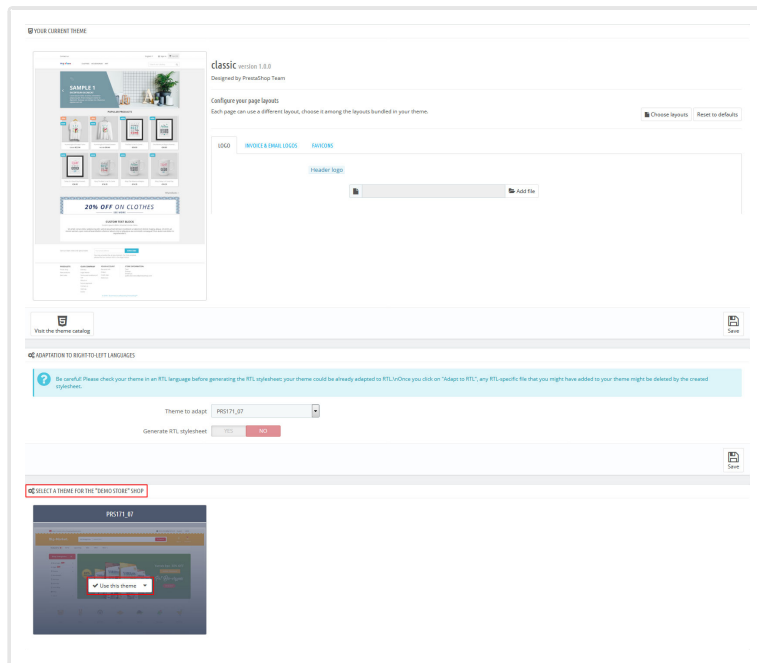 YOUR CURRENT THEME
SAMPLE 1
POPULAR PRODUCTS
20% OFF ON CLOTHES
CUSTOM TEXT BLOCK
classic version 1.0.0
Designed by PrestaShop Team
Configure your page layouts
Each page can use a different layout, choose it among the layouts bundled in your theme.
Choose layouts
Reset to defaults
LOGO
INVOICE & EMAIL LOGOS
FAVICONS
Header logo
Add file
Visit the theme catalog
Save
ADAPTATION TO RIGHT-TO-LEFT LANGUAGES
Be careful! Please check your theme in an RTL language before generating the RTL stylesheet: your theme could be already adapted to RTL.\nOnce you click on "Adapt to RTL", any RTL-specific file that you might have added to your theme might be deleted by the created
stylesheet.
Theme to adapt
PRS171_07
Generate RTL stylesheet
YES
NO
Save
SELECT A THEME FOR THE "DEMO STORE" SHOP
PRS171_07
Use this theme